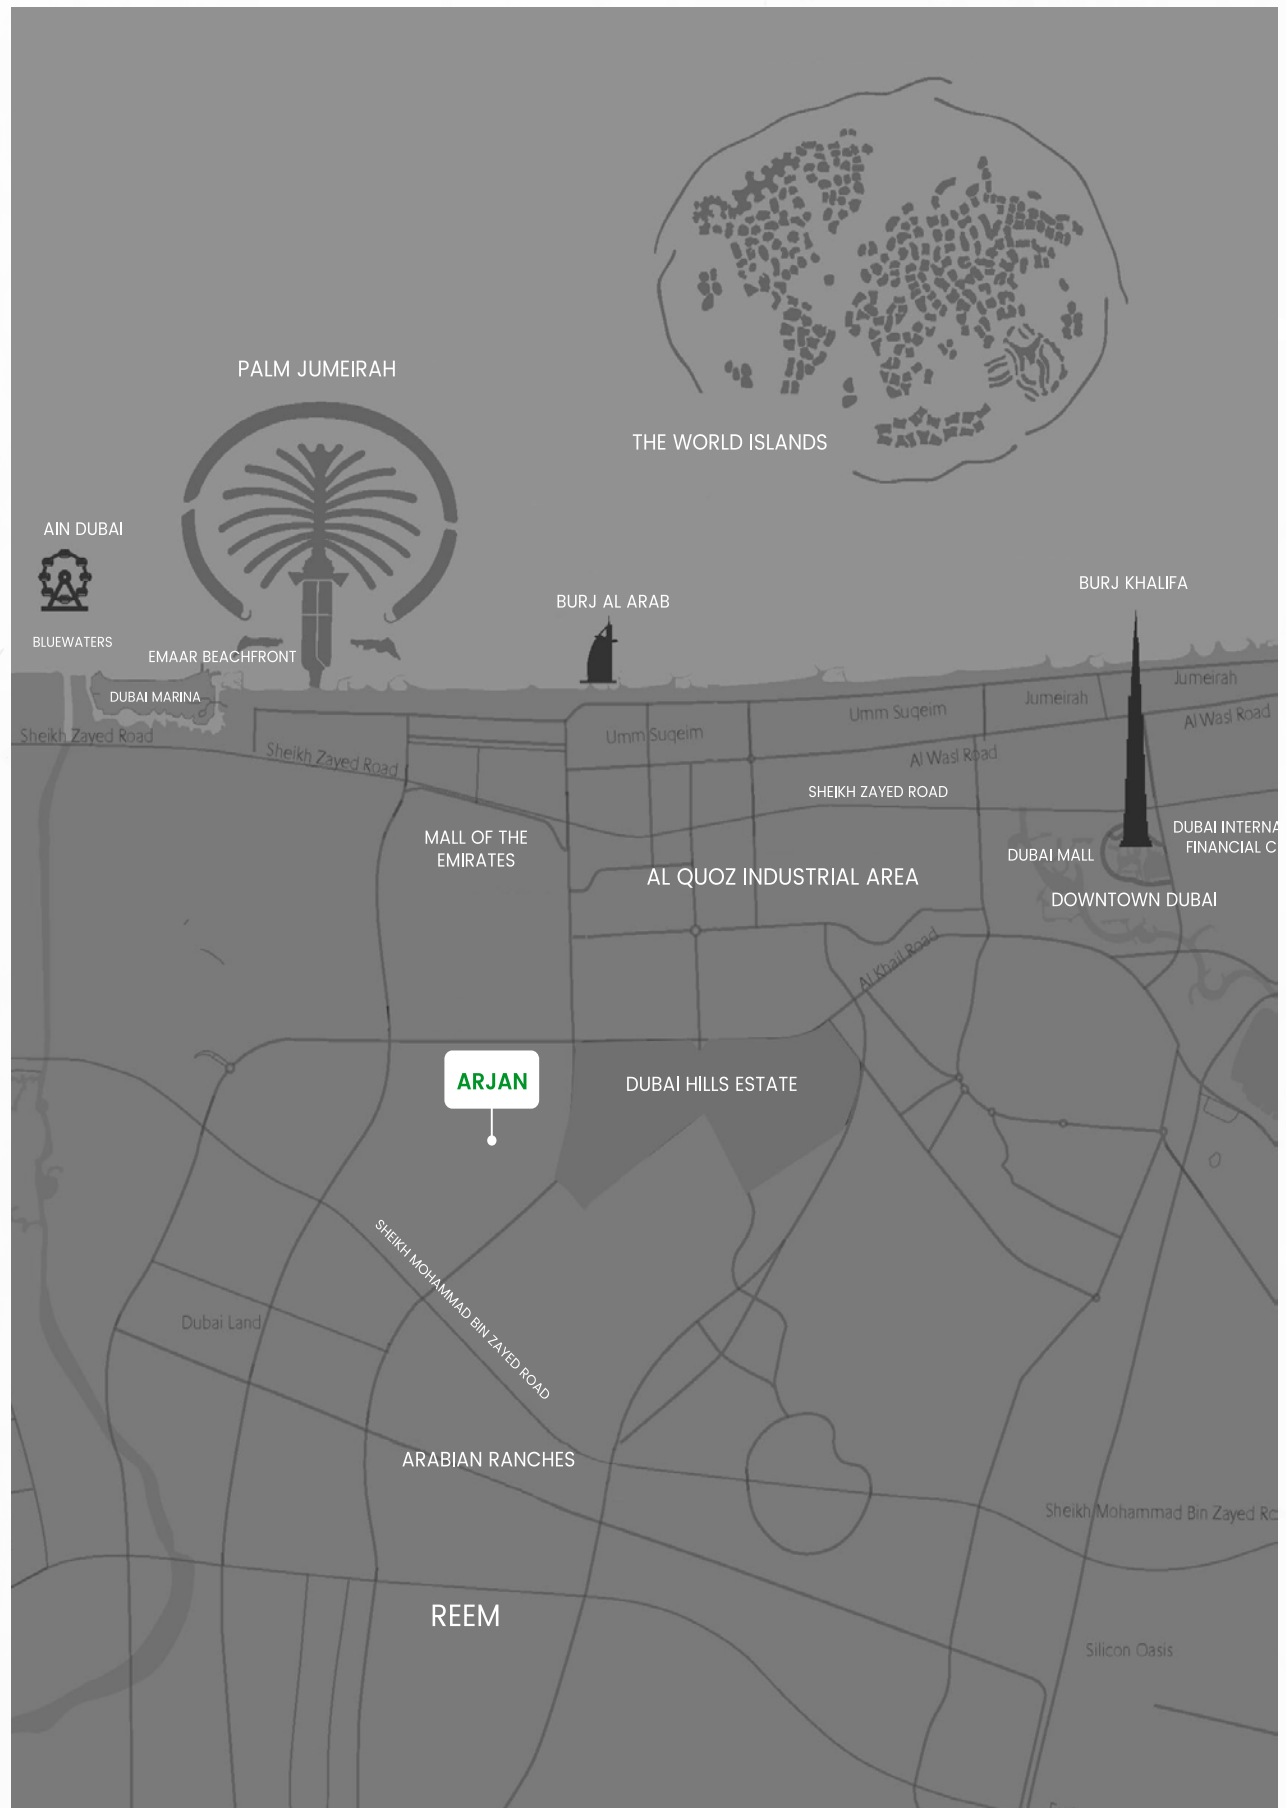 PALM JUMEIRAH
THE WORLD ISLANDS
AIN DUBAI
BURJ KHALIFA
BURJ AL ARAB
BLUEWATERS
EMAAR BEACHFRONT
DUBAI MARINA
Jumeirah
Jumeirah
Umm Suqeim
Al Wasl Road
Sheikh Zayed Road
Umm Suqeim
Sheikh Zayed Road
Al Wasl Road
SHEIKH ZAYED ROAD
DUBAI INTERNA
FINANCIAL C
MALL OF THE
EMIRATES
DUBAI MALL
AL QUOZ INDUSTRIAL AREA
DOWNTOWN DUBAI
Al Khail Road
ARJAN
DUBAI HILLS ESTATE
SHEIKH MOHAMMAD BIN ZAYED ROAD
Dubai Land
ARABIAN RANCHES
Sheikh Mohammad Bin Zayed Ro
REEM
Silicon Oasis